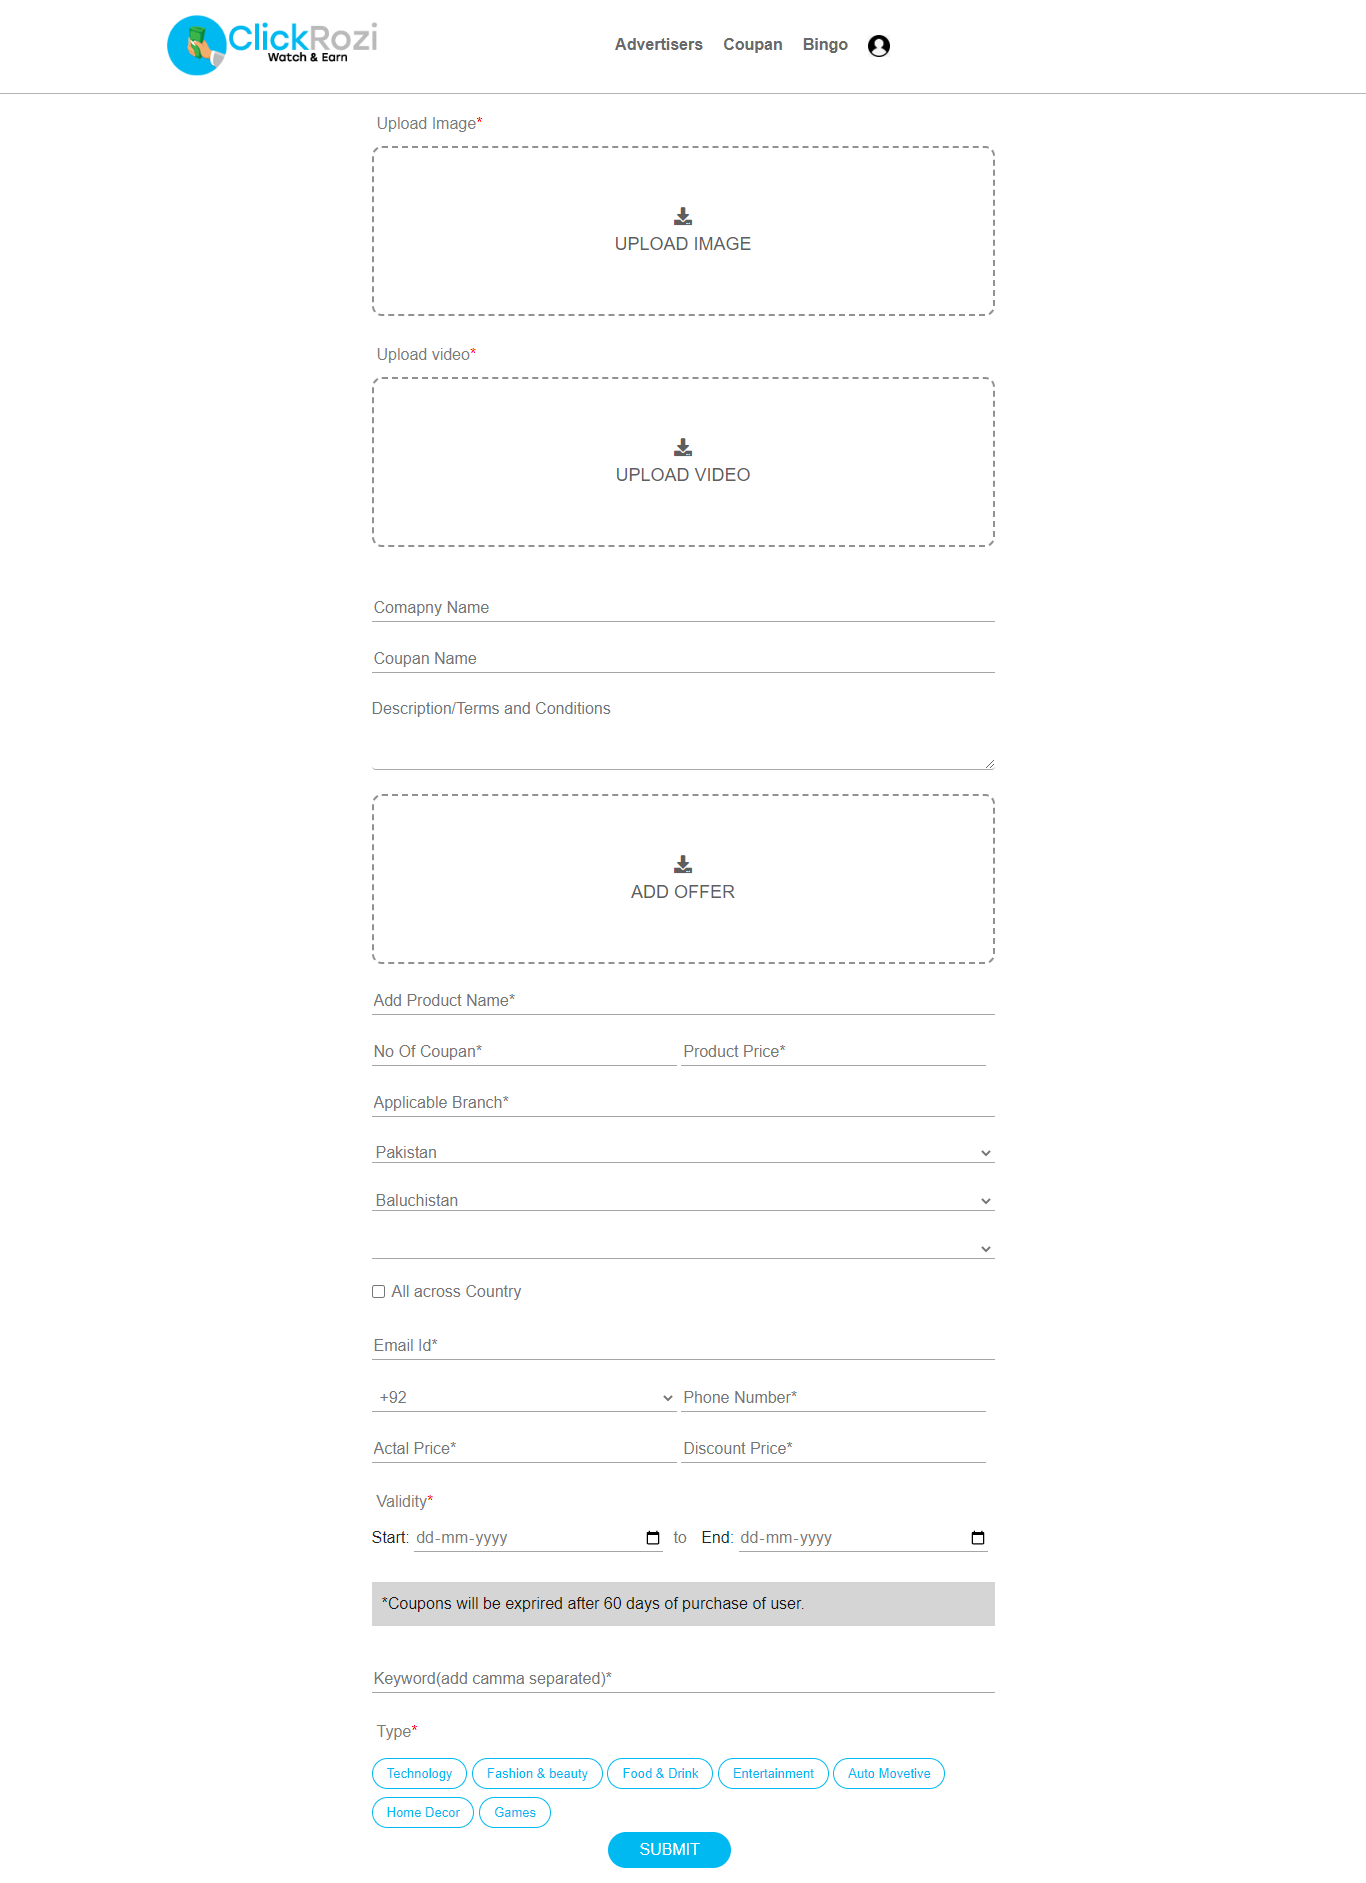 ClickRozi
Watch & Earn
Advertisers Coupan Bingo
Upload Image*
UPLOAD IMAGE
Upload video*
UPLOAD VIDEO
Comapny Name
Coupan Name
Description/Terms and Conditions
ADD OFFER
Add Product Name*
No Of Coupan* Product Price*
Applicable Branch*
Pakistan
Baluchistan
All across Country
Email Id*
+92 Phone Number*
Actal Price* Discount Price*
Validity*
Start: dd-mm-yyyy to End: dd-mm-yyyy
*Coupons will be exprired after 60 days of purchase of user.
Keyword(add camma separated)*
Type*
Technology Fashion & beauty Food & Drink Entertainment Auto Movetive
Home Decor Games
SUBMIT